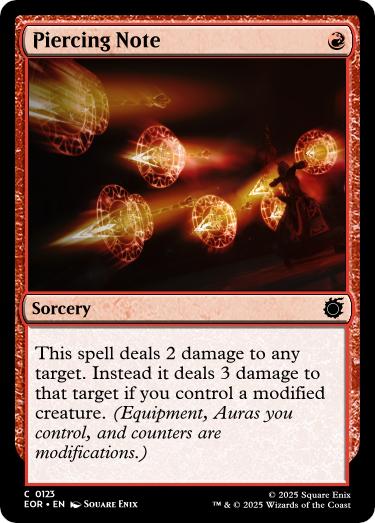 Piercing Note
Sorcery
This spell deals 2 damage to any
target. Instead it deals 3 damage to
that target if you control a modified
creature. (Equipment, Auras you
control, and counters are
modifications.)
C 0123
EOR • EN Square Enix
© 2025 Square Enix
™ & © 2025 Wizards of the Coast